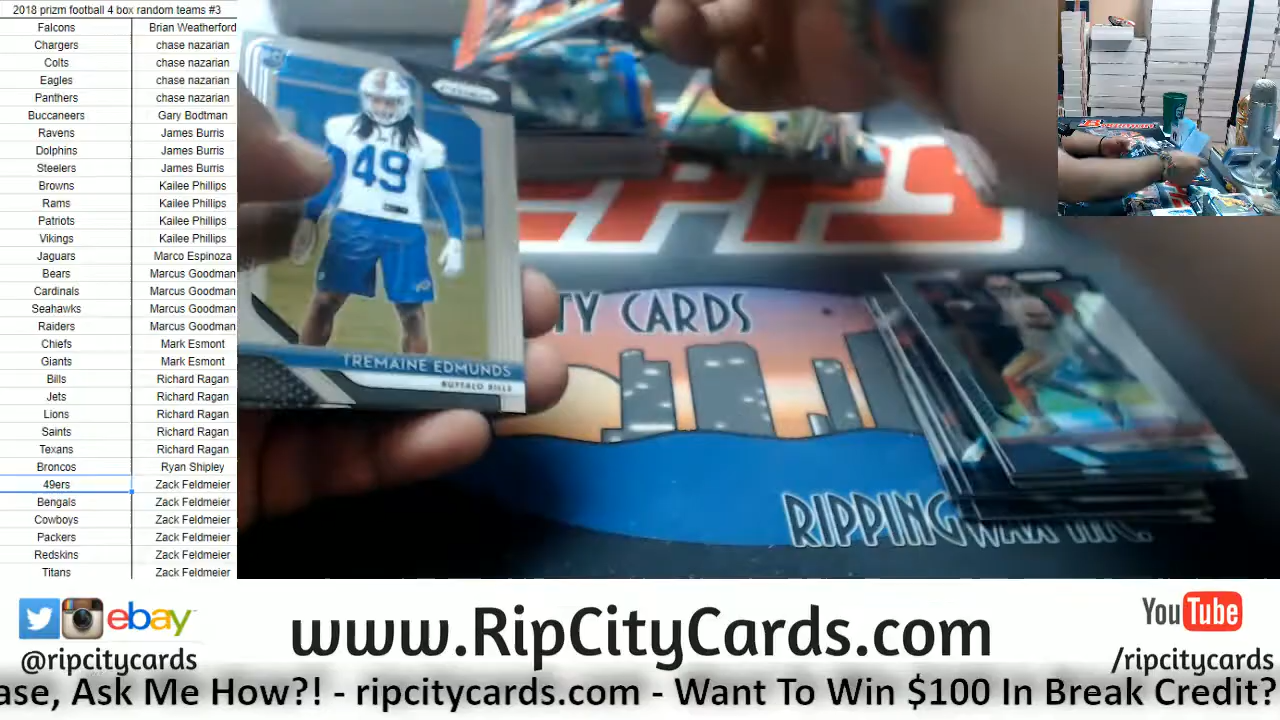 2018 prizm football 4 box random teams #3
Falcons Brian Weatherford
Chargers chase nazarian
Colts chase nazarian
Eagles chase nazarian
Panthers chase nazarian
Buccaneers Gary Bodtman
Ravens James Burris
Dolphins James Burris
Steelers James Burris
Browns Kailee Phillips
Rams Kailee Phillips
Patriots Kailee Phillips
Vikings Kailee Phillips
Jaguars Marco Espinoza
Bears Marcus Goodman
Cardinals Marcus Goodman
Seahawks Marcus Goodman
Raiders Marcus Goodman
Chiefs Mark Esmont
Giants Mark Esmont
Bills Richard Ragan
Jets Richard Ragan
Lions Richard Ragan
Saints Richard Ragan
Texans Richard Ragan
Broncos Ryan Shipley
49ers Zack Feldmeier
Bengals Zack Feldmeier
Cowboys Zack Feldmeier
Packers Zack Feldmeier
Redskins Zack Feldmeier
Titans Zack Feldmeier
PRIZM
49
TREMAINE EDMUNDS
BUFFALO BILLS
TY CARDS
RIPPINGWAX
ebay
@ripcitycards
www.RipCityCards.com
YouTube
/ripcitycards
ase, Ask Me How?! - ripcitycards.com - Want To Win $100 In Break Credit?